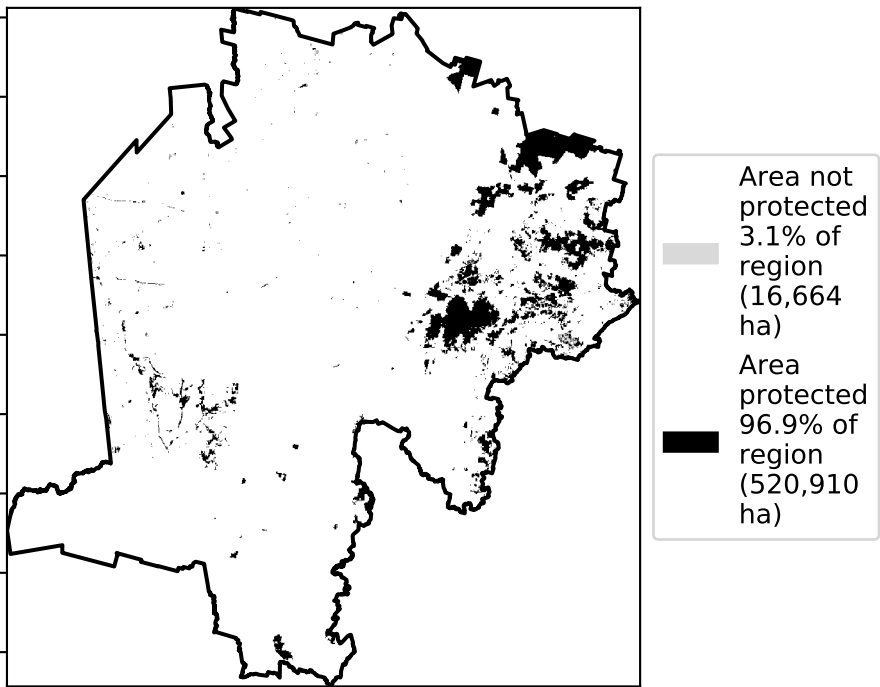 Area not
protected
3.1% of
region
(16,664
ha)
Area
protected
96.9% of
region
(520,910
ha)